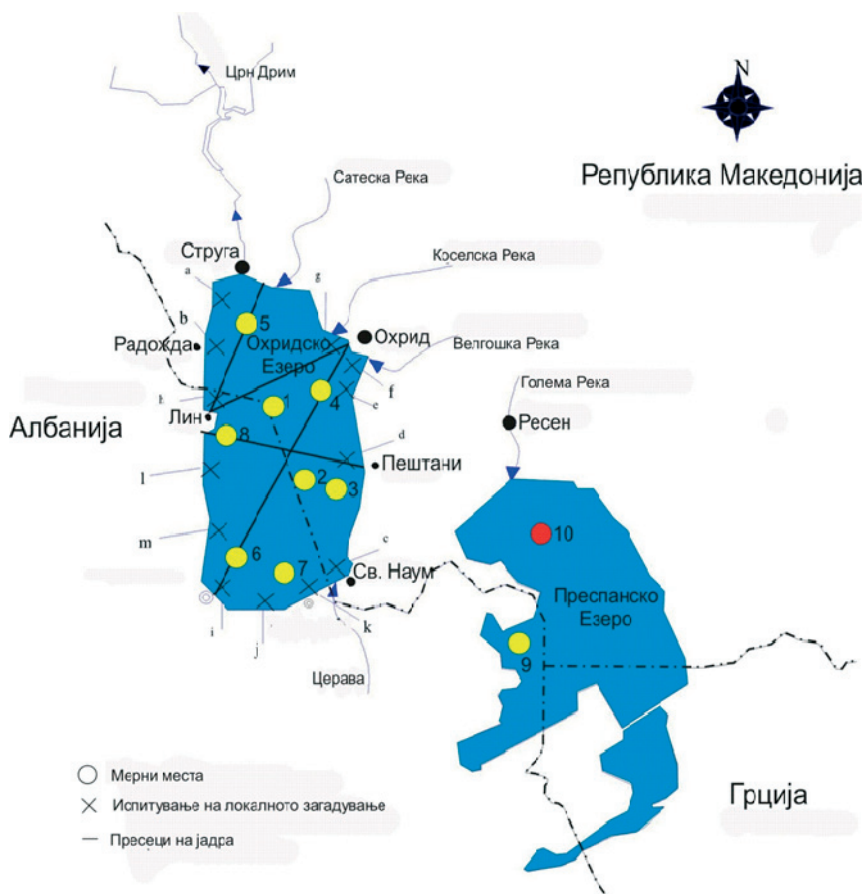 Црн Дрим
N
Република Македонија
Сатеска Река
Струга
Коселска Река
a
g
b
5
Охрид
Радожда
Охридско
Езеро
Велгошка Река
f
h
4
e
Голема Река
1
Лин
Ресен
Албанија
8
d
Пештани
l
2
3
m
10
c
6
7
Св. Наум
Преспанско
Езеро
i
j
k
9
Церава
Мерни места
Испитување на локалното загадување
Грција
Пресеци на јадра